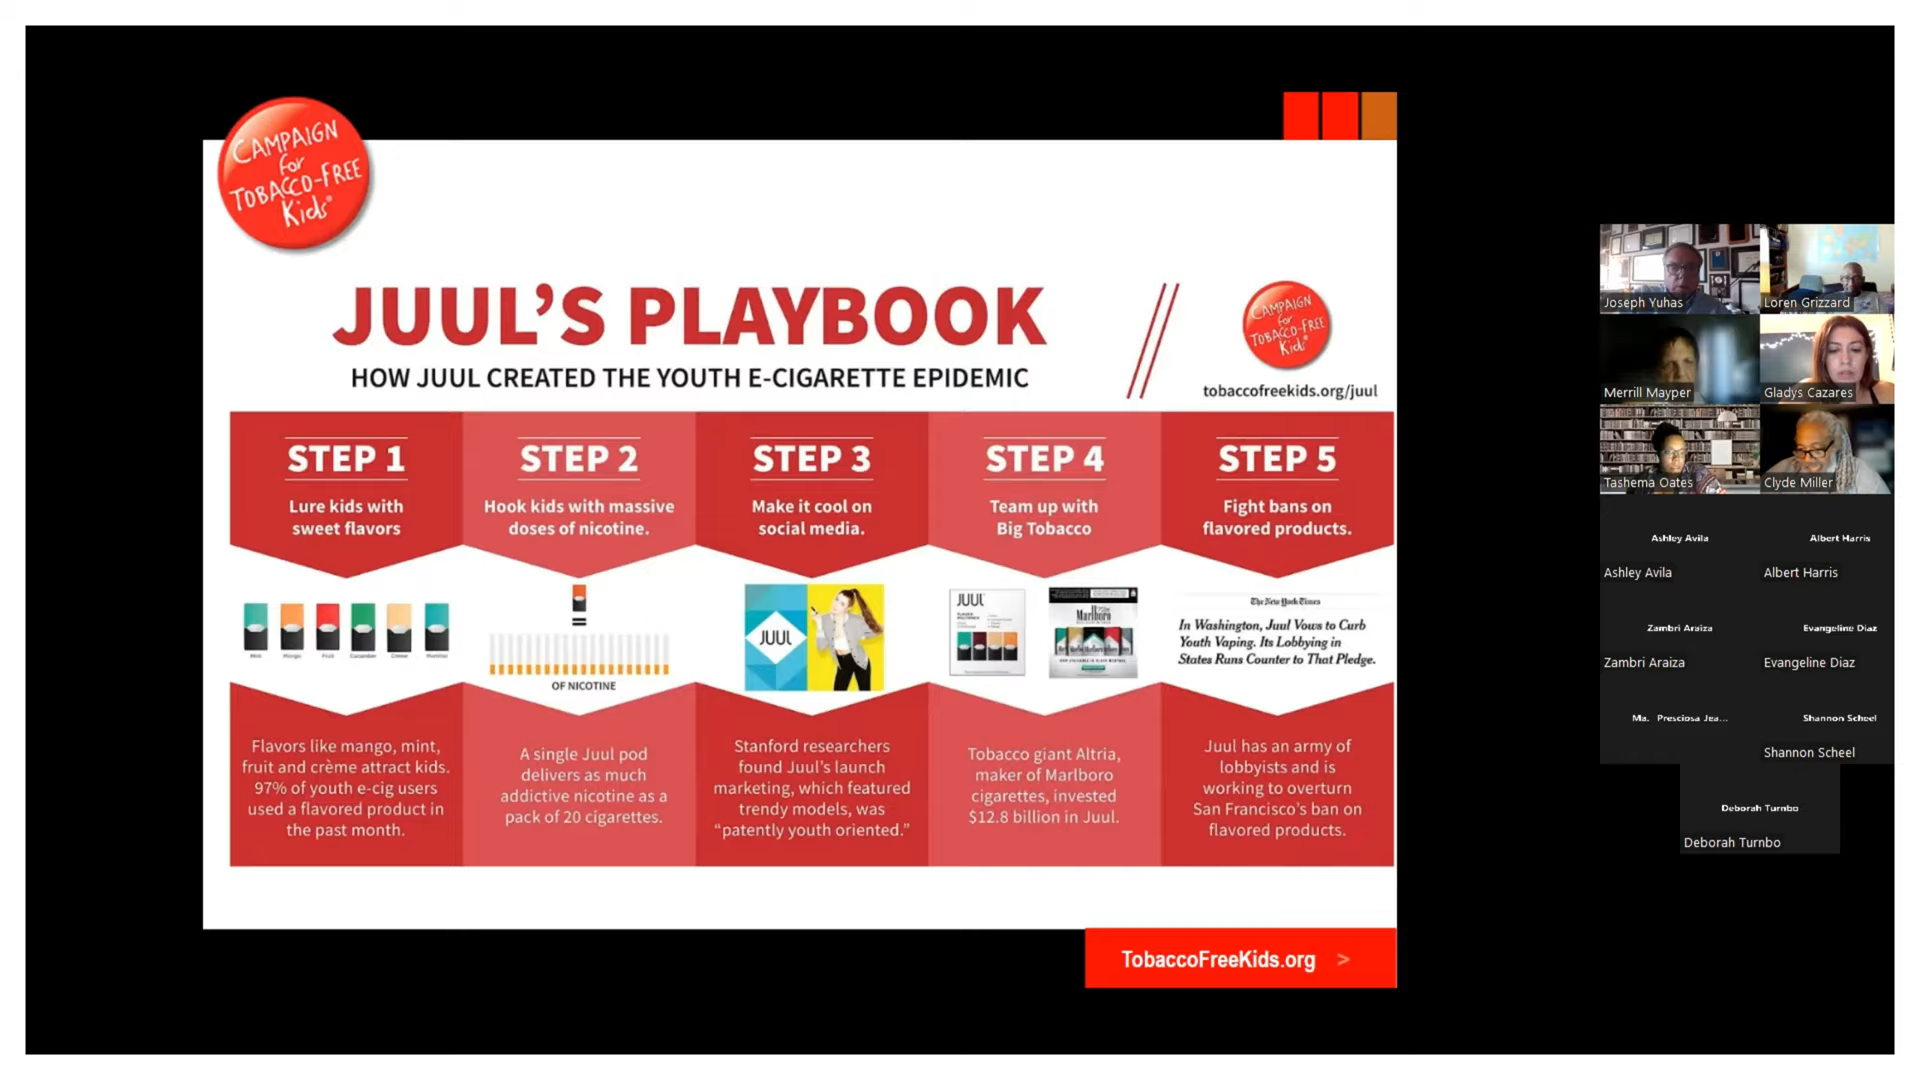 CAMPAIGN
for
TOBACCO-FREE
Kids®
JUUL'S PLAYBOOK
HOW JUUL CREATED THE YOUTH E-CIGARETTE EPIDEMIC
CAMPAIGN
for
TOBACCO-FREE
Kids
tobaccofreekids.org/juul
STEP 1
Lure kids with
sweet flavors
STEP 2
Hook kids with massive
doses of nicotine.
STEP 3
Make it cool on
social media.
STEP 4
Team up with
Big Tobacco
STEP 5
Fight bans on
flavored products.
Mint
Mango
Fruit
Cucumber
Creme
=
OF NICOTINE
JUUL
JUUL
Marlboro
The New York Times
In Washington, Juul Vows to Curb
Youth Vaping. Its Lobbying in
States Runs Counter to That Pledge.
Flavors like mango, mint,
fruit and crème attract kids.
97% of youth e-cig users
used a flavored product in
the past month.
A single Juul pod
delivers as much
addictive nicotine as a
pack of 20 cigarettes.
Stanford researchers
found Juul's launch
marketing, which featured
trendy models, was
“patently youth oriented.”
Tobacco giant Altria,
maker of Marlboro
cigarettes, invested
$12.8 billion in Juul.
Juul has an army of
lobbyists and is
working to overturn
San Francisco's ban on
flavored products.
TobaccoFreeKids.org >
Joseph Yuhas
Loren Grizzard
Merrill Mayper
Gladys Cazares
Tashema Oates
Clyde Miller
Ashley Avila
Albert Harris
Ashley Avila
Albert Harris
Zambri Araiza
Evangeline Diaz
Zambri Araiza
Evangeline Diaz
Ma. Presciosa Jea...
Shannon Scheel
Shannon Scheel
Deborah Turnbo
Deborah Turnbo